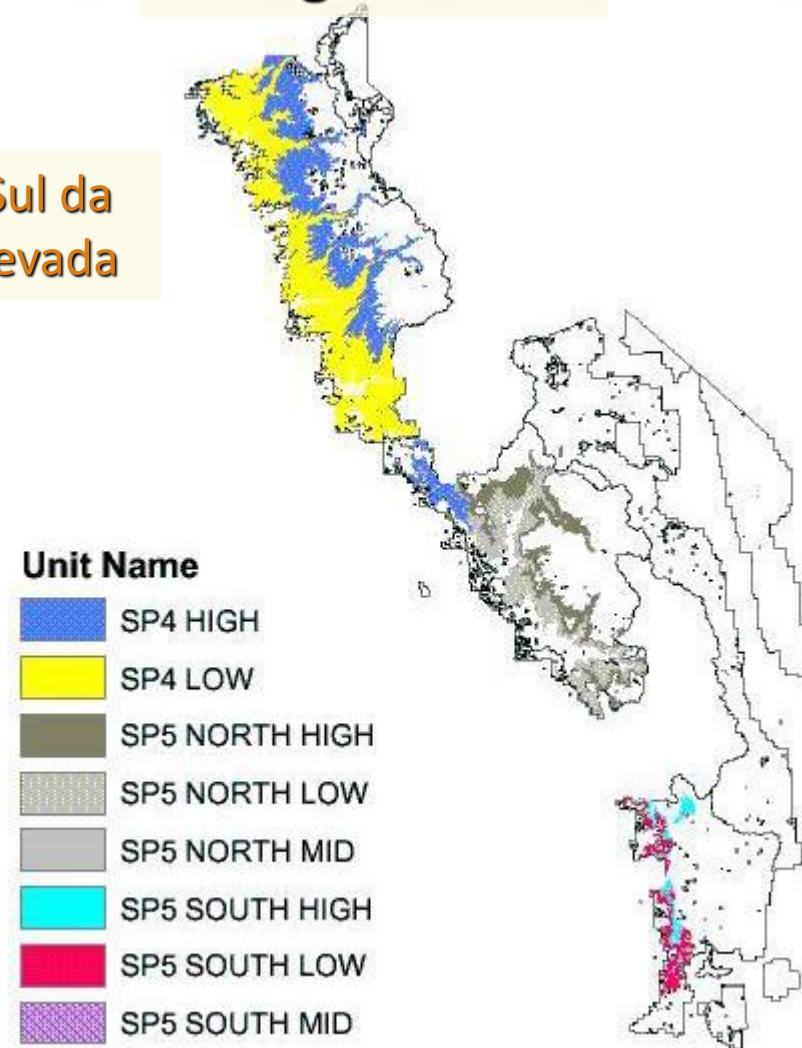 Sul da
evada
Unit Name
SP4 HIGH
SP4 LOW
SP5 NORTH HIGH
SP5 NORTH LOW
SP5 NORTH MID
SP5 SOUTH HIGH
SP5 SOUTH LOW
SP5 SOUTH MID